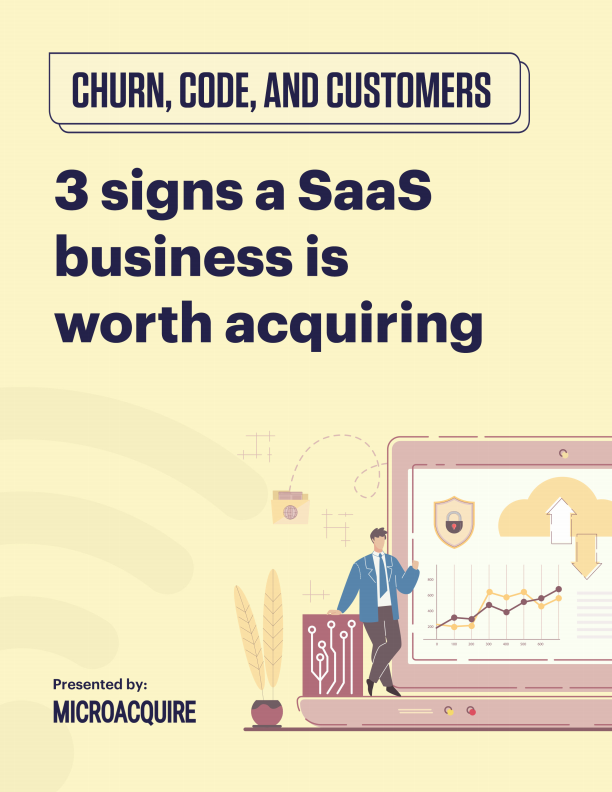 CHURN, CODE, AND CUSTOMERS
3 signs a SaaS
business is
worth acquiring
Presented by:
MICROACQUIRE